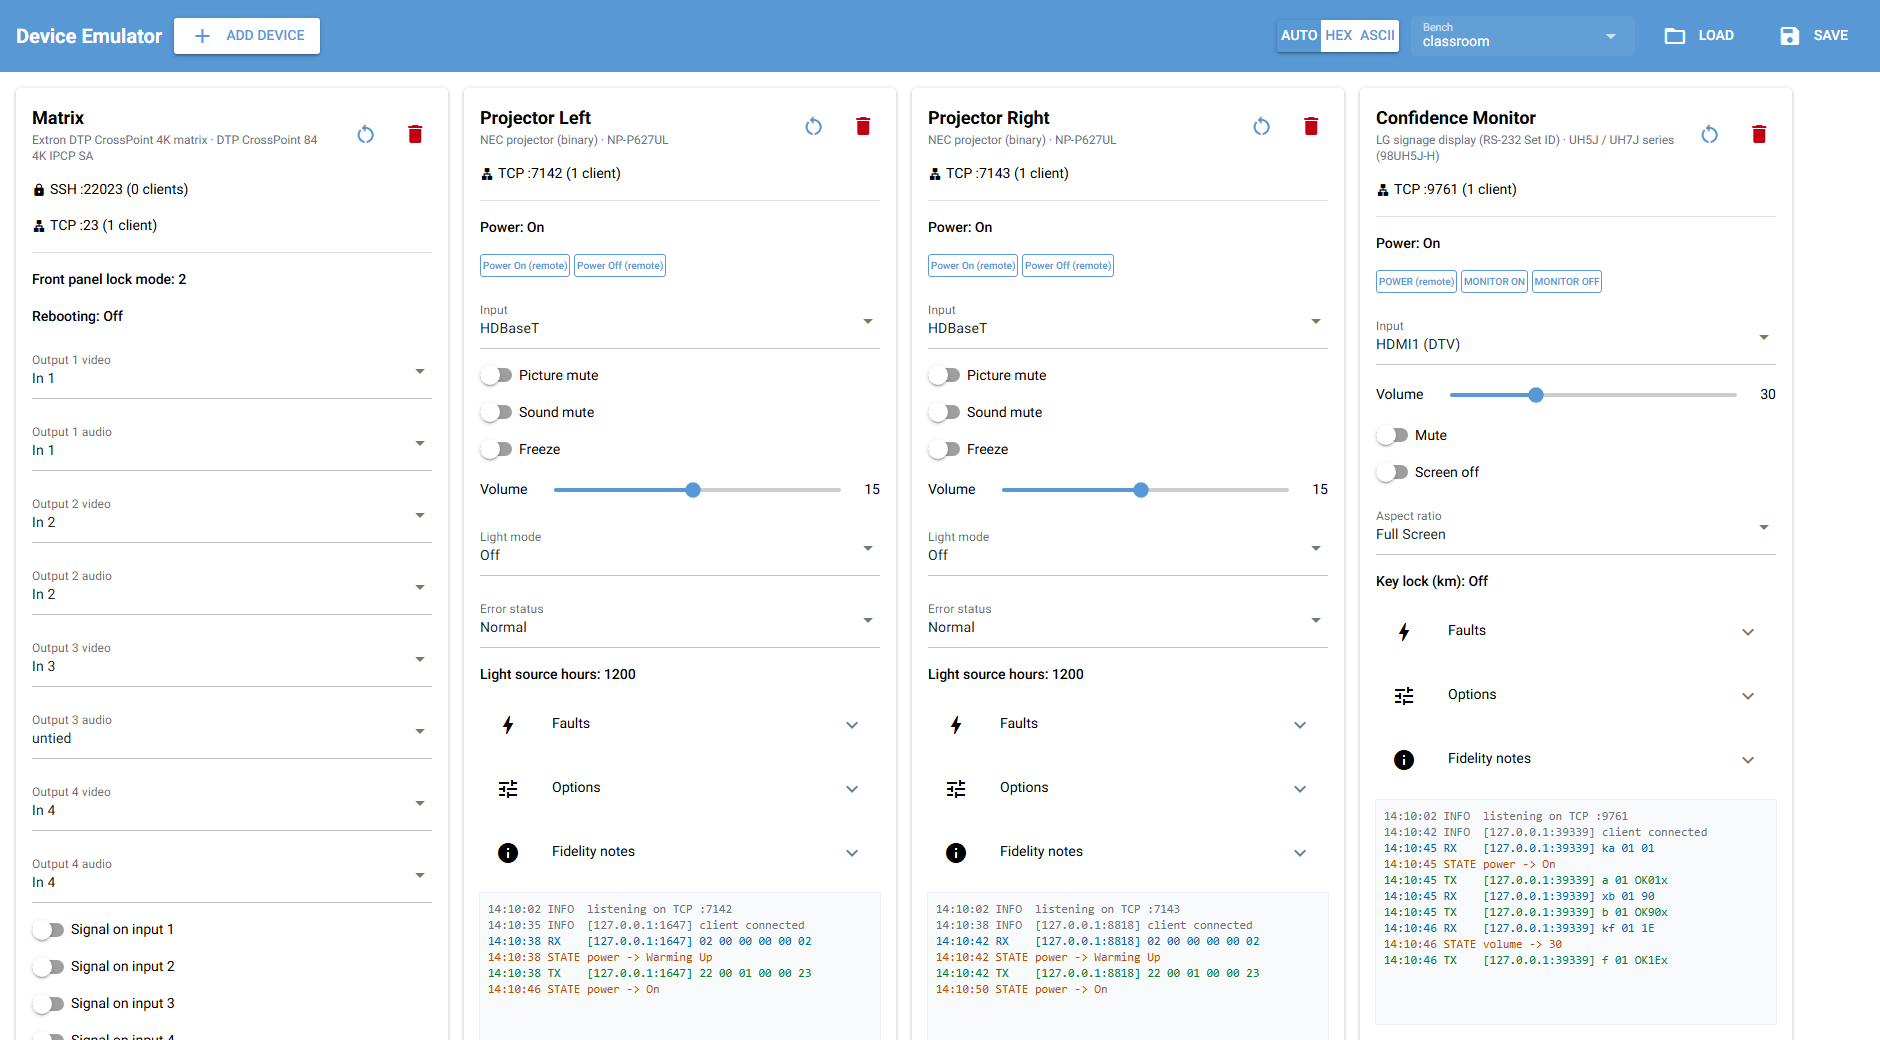 Device Emulator
ADD DEVICE
AUTO HEX ASCII
Bench
classroom
LOAD
SAVE
Matrix
Extron DTP CrossPoint 4K matrix · DTP CrossPoint 84
4K IPCP SA
SSH :22023 (0 clients)
TCP :23 (1 client)
Front panel lock mode: 2
Rebooting: Off
Output 1 video
In 1
Output 1 audio
In 1
Output 2 video
In 2
Output 2 audio
In 2
Output 3 video
In 3
Output 3 audio
untied
Output 4 video
In 4
Output 4 audio
In 4
Signal on input 1
Signal on input 2
Signal on input 3
Signal on input 4
Projector Left
NEC projector (binary) · NP-P627UL
TCP :7142 (1 client)
Power: On
Power On (remote) Power Off (remote)
Input
HDBaseT
Picture mute
Sound mute
Freeze
Volume 15
Light mode
Off
Error status
Normal
Light source hours: 1200
Faults
Options
Fidelity notes
14:10:02 INFO listening on TCP :7142
14:10:35 INFO [127.0.0.1:1647] client connected
14:10:38 RX [127.0.0.1:1647] 02 00 00 00 00 02
14:10:38 STATE power -> Warming Up
14:10:38 TX [127.0.0.1:1647] 22 00 01 00 00 23
14:10:46 STATE power -> On
Projector Right
NEC projector (binary) · NP-P627UL
TCP :7143 (1 client)
Power: On
Power On (remote) Power Off (remote)
Input
HDBaseT
Picture mute
Sound mute
Freeze
Volume 15
Light mode
Off
Error status
Normal
Light source hours: 1200
Faults
Options
Fidelity notes
14:10:02 INFO listening on TCP :7143
14:10:38 INFO [127.0.0.1:8818] client connected
14:10:42 RX [127.0.0.1:8818] 02 00 00 00 00 02
14:10:42 STATE power -> Warming Up
14:10:42 TX [127.0.0.1:8818] 22 00 01 00 00 23
14:10:50 STATE power -> On
Confidence Monitor
LG signage display (RS-232 Set ID) · UH5J / UH7J series
(98UH5J-H)
TCP :9761 (1 client)
Power: On
POWER (remote) MONITOR ON MONITOR OFF
Input
HDMI1 (DTV)
Volume 30
Mute
Screen off
Aspect ratio
Full Screen
Key lock (km): Off
Faults
Options
Fidelity notes
14:10:02 INFO listening on TCP :9761
14:10:42 INFO [127.0.0.1:39339] client connected
14:10:45 RX [127.0.0.1:39339] ka 01 01
14:10:45 STATE power -> On
14:10:45 TX [127.0.0.1:39339] a 01 OK01x
14:10:45 RX [127.0.0.1:39339] xb 01 90
14:10:45 TX [127.0.0.1:39339] b 01 OK90x
14:10:46 RX [127.0.0.1:39339] kf 01 1E
14:10:46 STATE volume -> 30
14:10:46 TX [127.0.0.1:39339] f 01 OK1Ex